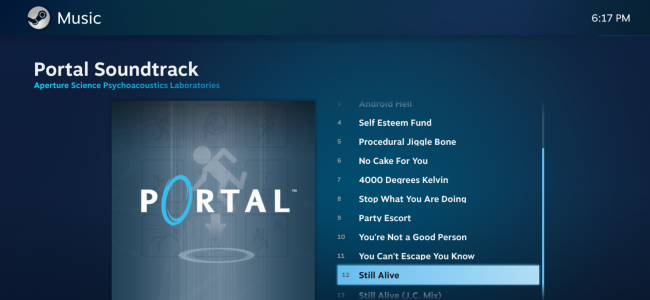 Music
6:17 PM
Portal Soundtrack
Aperture Science Psychoacoustics Laboratories
PORTAL™
3 Android Hell
4 Self Esteem Fund
5 Procedural Jiggle Bone
6 No Cake For You
7 4000 Degrees Kelvin
8 Stop What You Are Doing
9 Party Escort
10 You're Not a Good Person
11 You Can't Escape You Know
12 Still Alive
13 Still Alive (J.C. Mix)